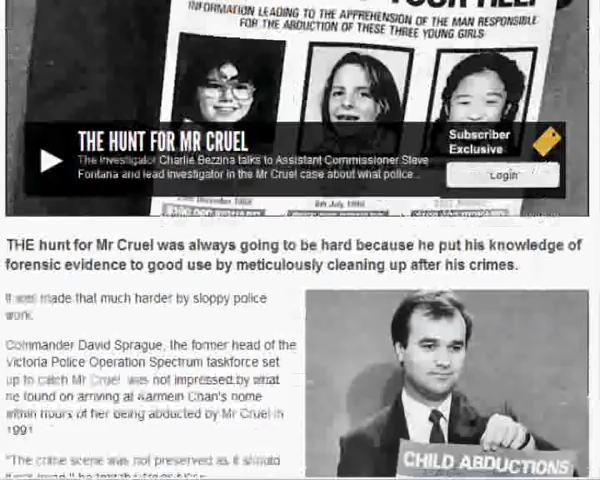 YOUR HELP
INFORMATION LEADING TO THE APPREHENSION OF THE MAN RESPONSIBLE
FOR THE ABDUCTION OF THESE THREE YOUNG GIRLS
THE HUNT FOR MR CRUEL
The Investigator Charlie Bezzina talks to Assistant Commissioner Steve
Fontana and lead investigator in the Mr Cruel case about what police...
Subscriber
Exclusive
Login
THE hunt for Mr Cruel was always going to be hard because he put his knowledge of
forensic evidence to good use by meticulously cleaning up after his crimes.
It was made that much harder by sloppy police
work.
Commander David Sprague, the former head of the
Victoria Police Operation Spectrum taskforce set
up to catch Mr Cruel was not impressed by what
he found on arriving at Karmein Chan's home
within hours of her being abducted by Mr Cruel in
1991
"The crime scene was not preserved as it should
CHILD ABDUCTIONS